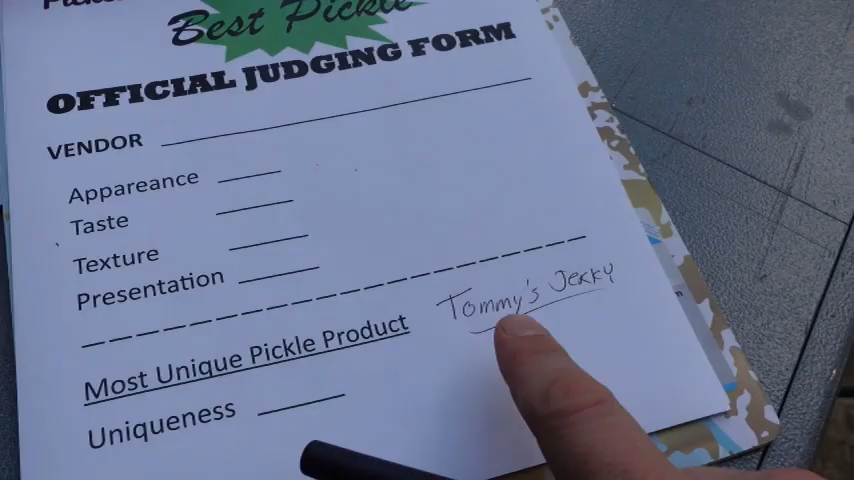 Best Pickle
OFFICIAL JUDGING FORM
VENDOR
Appareance
Taste
Texture
Presentation
Most Unique Pickle Product
Tommy's Jerky
Uniqueness